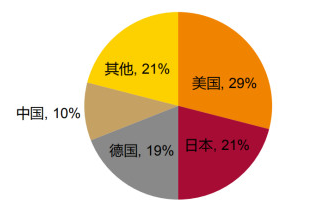 其他, 21%
美国, 29%
中国, 10%
德国, 19%
日本, 21%